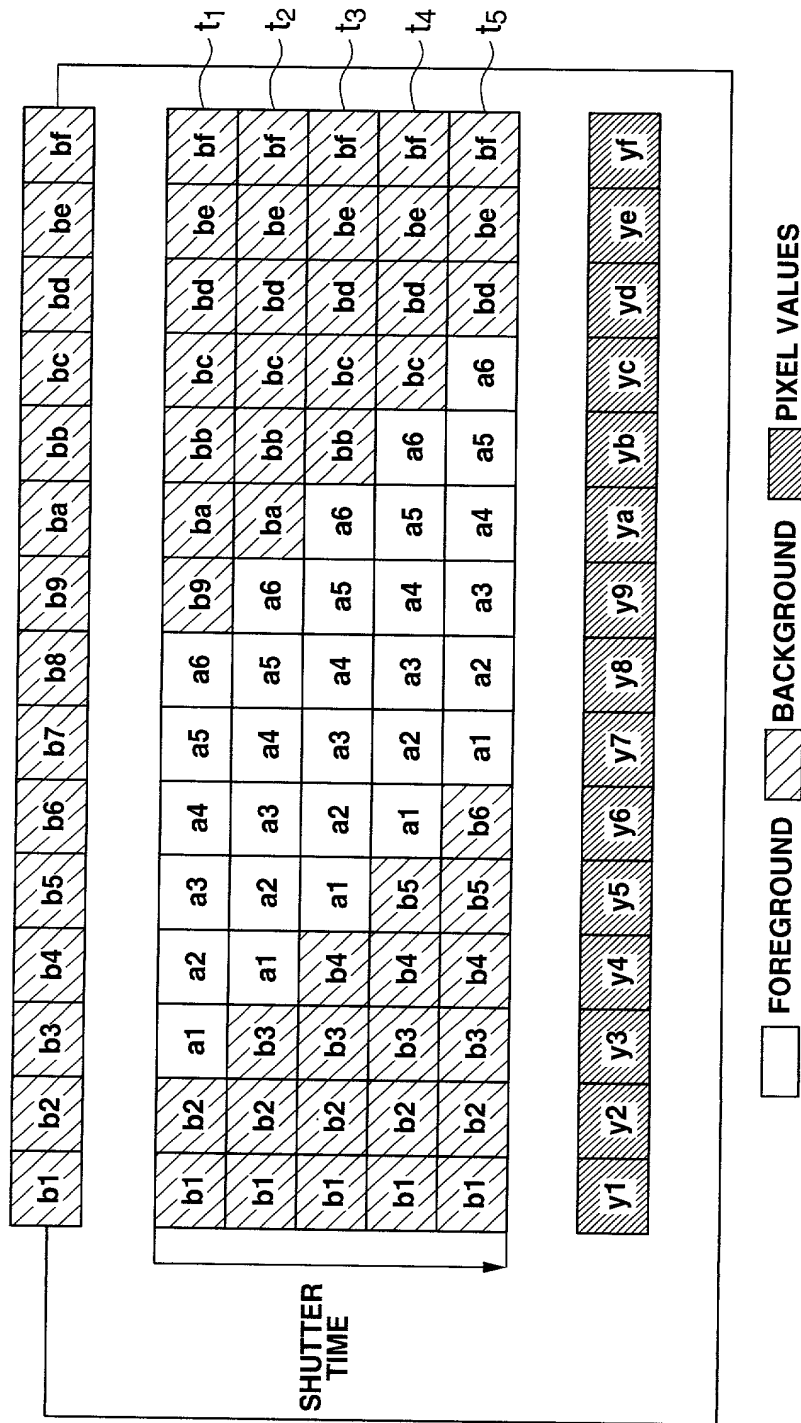 b1 b2 b3 b4 b5 b6 b7 b8 b9 ba bb bc bd be bf
b1 b2 a1 a2 a3 a4 a5 a6 b9 ba bb bc bd be bf t1
b1 b2 b3 a1 a2 a3 a4 a5 a6 ba bb bc bd be bf t2
b1 b2 b3 b4 a1 a2 a3 a4 a5 a6 bb bc bd be bf t3
b1 b2 b3 b4 b5 a1 a2 a3 a4 a5 a6 bc bd be bf t4
b1 b2 b3 b4 b5 b6 a1 a2 a3 a4 a5 a6 bd be bf t5
SHUTTER
TIME
y1 y2 y3 y4 y5 y6 y7 y8 y9 ya yb yc yd ye yf
FOREGROUND BACKGROUND PIXEL VALUES